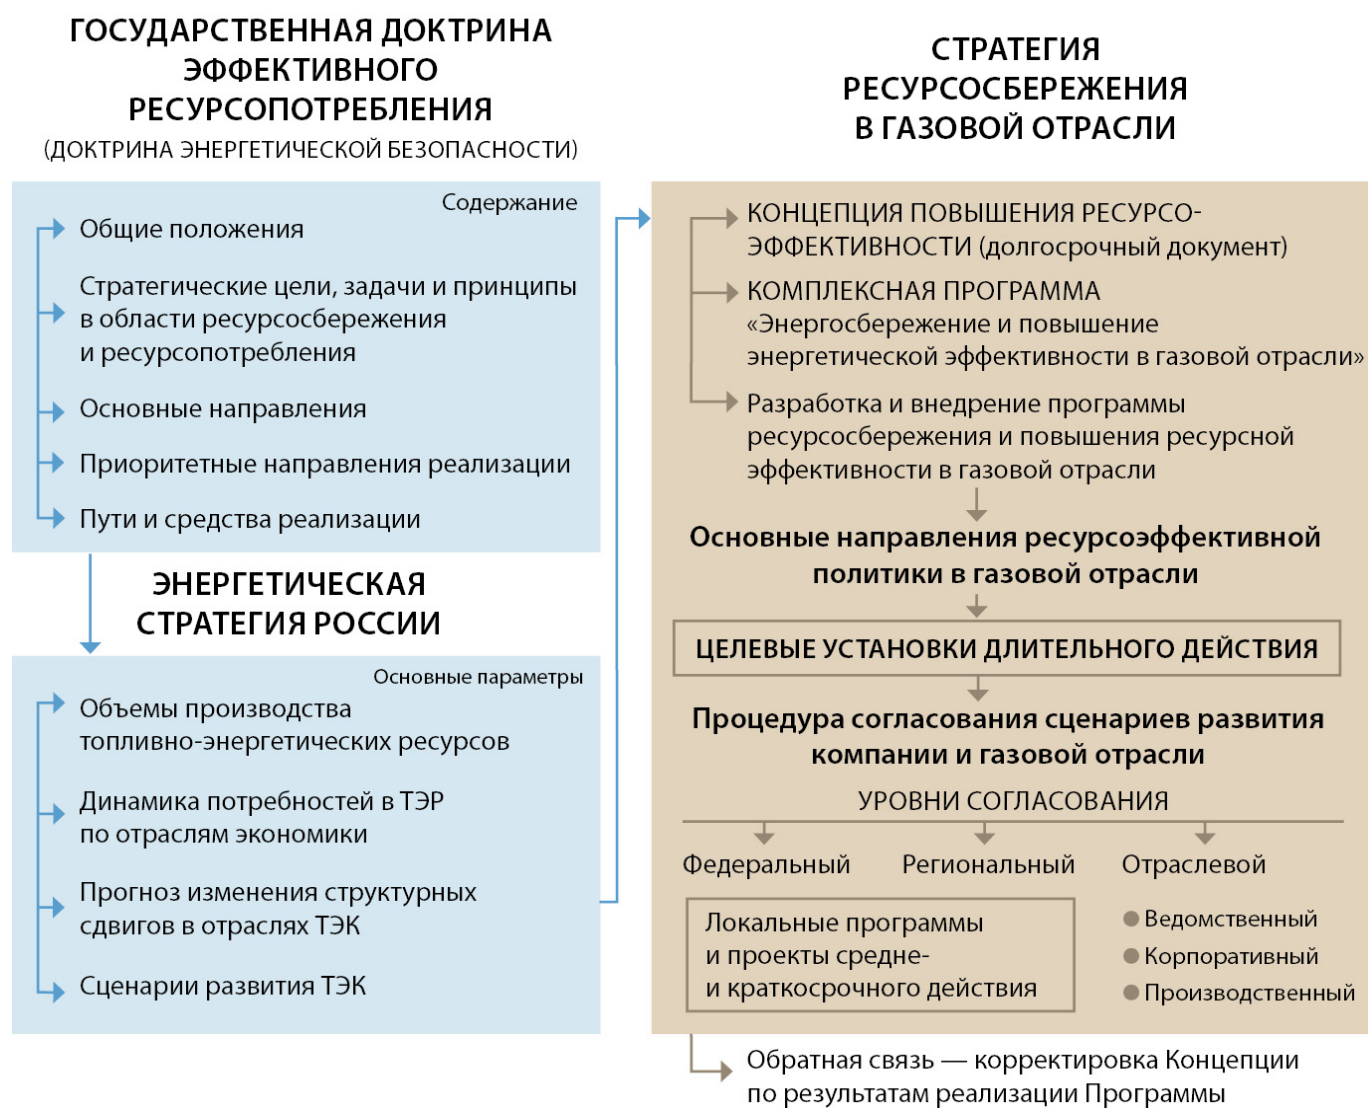 ГОСУДАРСТВЕННАЯ ДОКТРИНА
ЭФФЕКТИВНОГО
РЕСУРСОПОТРЕБЛЕНИЯ
(ДОКТРИНА ЭНЕРГЕТИЧЕСКОЙ БЕЗОПАСНОСТИ)
Содержание
Общие положения
Стратегические цели, задачи и принципы
в области ресурсосбережения
и ресурсопотребления
Основные направления
Приоритетные направления реализации
Пути и средства реализации
ЭНЕРГЕТИЧЕСКАЯ
СТРАТЕГИЯ РОССИИ
Основные параметры
Объемы производства
топливно-энергетических ресурсов
Динамика потребностей в ТЭР
по отраслям экономики
Прогноз изменения структурных
сдвигов в отраслях ТЭК
Сценарии развития ТЭК
СТРАТЕГИЯ
РЕСУРСОСБЕРЕЖЕНИЯ
В ГАЗОВОЙ ОТРАСЛИ
КОНЦЕПЦИЯ ПОВЫШЕНИЯ РЕСУРСО-
ЭФФЕКТИВНОСТИ (долгосрочный документ)
КОМПЛЕКСНАЯ ПРОГРАММА
«Энергосбережение и повышение
энергетической эффективности в газовой отрасли»
Разработка и внедрение программы
ресурсосбережения и повышения ресурсной
эффективности в газовой отрасли
Основные направления ресурсоэффективной
политики в газовой отрасли
ЦЕЛЕВЫЕ УСТАНОВКИ ДЛИТЕЛЬНОГО ДЕЙСТВИЯ
Процедура согласования сценариев развития
компании и газовой отрасли
УРОВНИ СОГЛАСОВАНИЯ
Федеральный
Региональный
Отраслевой
Локальные программы
и проекты средне-
и краткосрочного действия
Ведомственный
Корпоративный
Производственный
Обратная связь — корректировка Концепции
по результатам реализации Программы